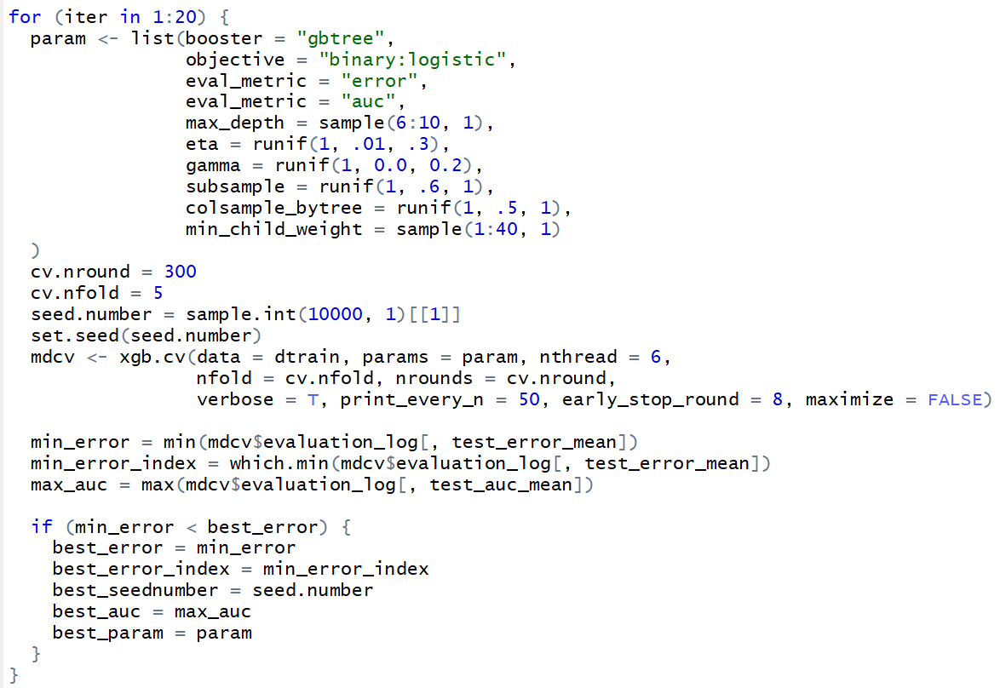 for (iter in 1:20) {
  param <- list(booster = "gbtree",
                objective = "binary:logistic",
                eval_metric = "error",
                eval_metric = "auc",
                max_depth = sample(6:10, 1),
                eta = runif(1, .01, .3),
                gamma = runif(1, 0.0, 0.2),
                subsample = runif(1, .6, 1),
                colsample_bytree = runif(1, .5, 1),
                min_child_weight = sample(1:40, 1)
  )
  cv.nround = 300
  cv.nfold = 5
  seed.number = sample.int(10000, 1)[[1]]
  set.seed(seed.number)
  mdcv <- xgb.cv(data = dtrain, params = param, nthread = 6,
                 nfold = cv.nfold, nrounds = cv.nround,
                 verbose = T, print_every_n = 50, early_stop_round = 8, maximize = FALSE)

  min_error = min(mdcv$evaluation_log[, test_error_mean])
  min_error_index = which.min(mdcv$evaluation_log[, test_error_mean])
  max_auc = max(mdcv$evaluation_log[, test_auc_mean])

  if (min_error < best_error) {
    best_error = min_error
    best_error_index = min_error_index
    best_seednumber = seed.number
    best_auc = max_auc
    best_param = param
  }
}